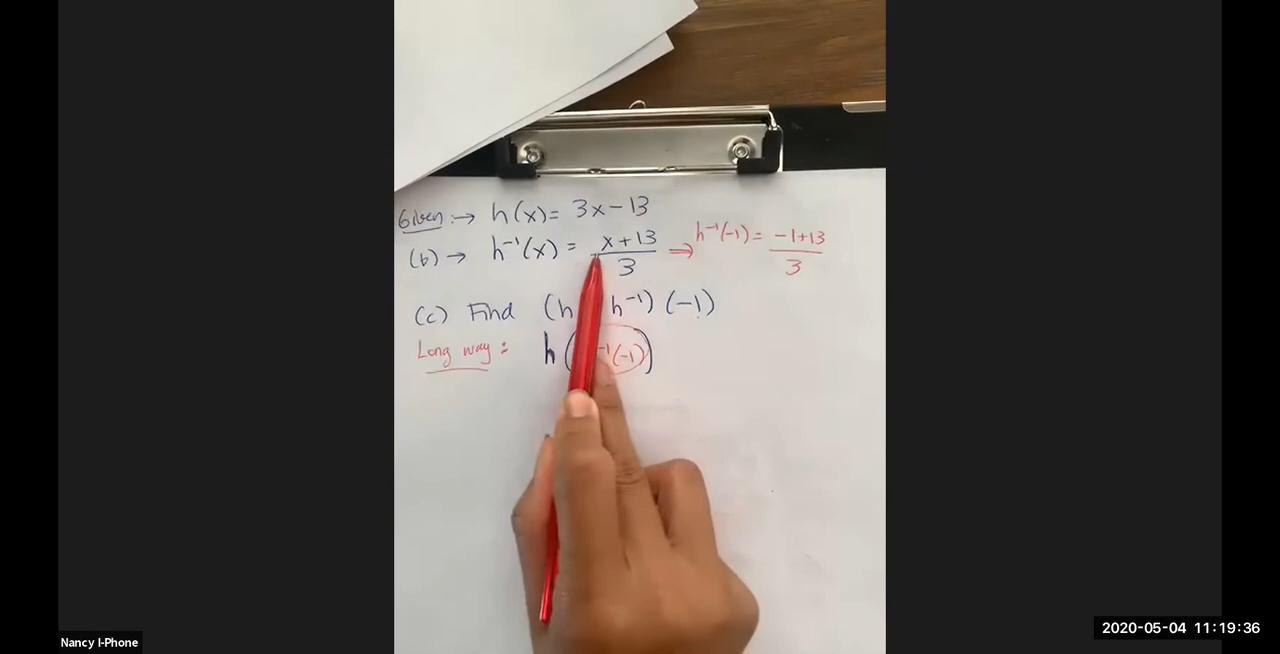 Given :→ h(x) = 3x-13
(b) → h⁻¹(x) = x+13/3 ⇒ h⁻¹(-1) = -1+13/3
(c) Find (h h⁻¹) (-1)
Long way : h( ⁻¹(-1))
Nancy I-Phone
2020-05-04 11:19:36